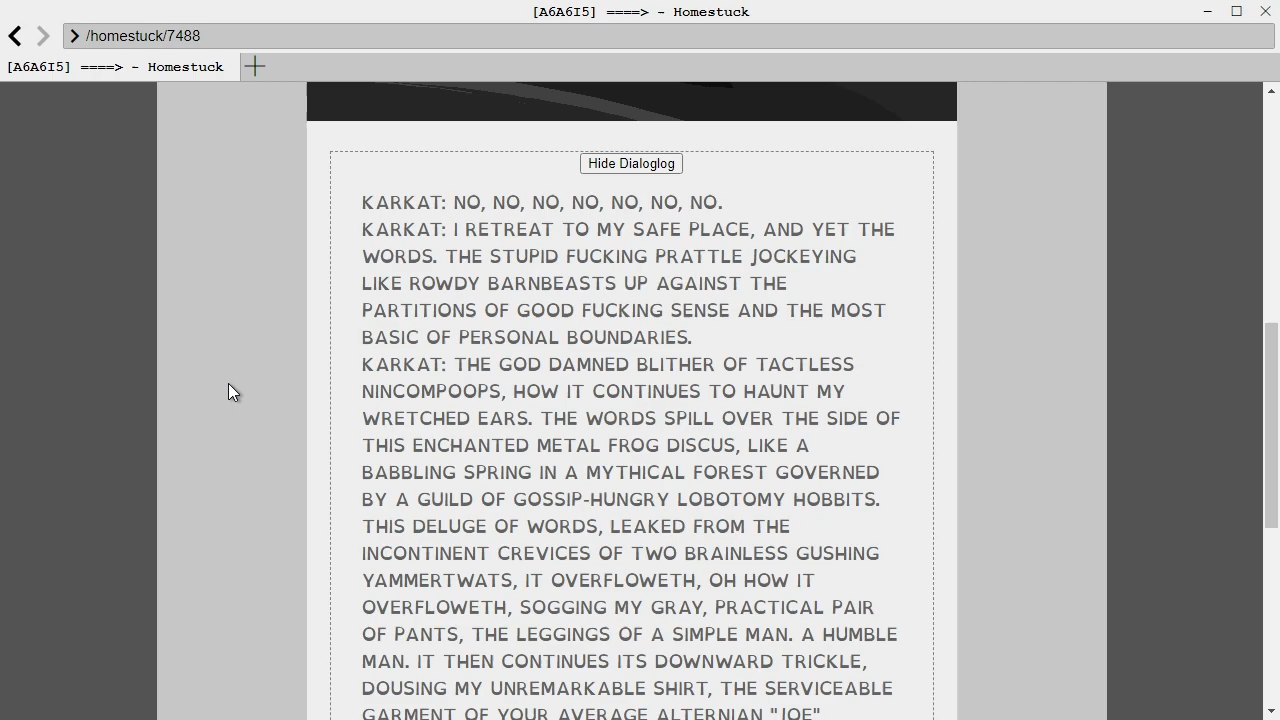 [A6A6I5] ====> - Homestuck
/homestuck/7488
[A6A6I5] ====> - Homestuck
Hide Dialoglog
KARKAT: NO, NO, NO, NO, NO, NO, NO.
KARKAT: I RETREAT TO MY SAFE PLACE, AND YET THE
WORDS. THE STUPID FUCKING PRATTLE JOCKEYING
LIKE ROWDY BARNBEASTS UP AGAINST THE
PARTITIONS OF GOOD FUCKING SENSE AND THE MOST
BASIC OF PERSONAL BOUNDARIES.
KARKAT: THE GOD DAMNED BLITHER OF TACTLESS
NINCOMPOOPS, HOW IT CONTINUES TO HAUNT MY
WRETCHED EARS. THE WORDS SPILL OVER THE SIDE OF
THIS ENCHANTED METAL FROG DISCUS, LIKE A
BABBLING SPRING IN A MYTHICAL FOREST GOVERNED
BY A GUILD OF GOSSIP-HUNGRY LOBOTOMY HOBBITS.
THIS DELUGE OF WORDS, LEAKED FROM THE
INCONTINENT CREVICES OF TWO BRAINLESS GUSHING
YAMMERTWATS, IT OVERFLOWETH, OH HOW IT
OVERFLOWETH, SOGGING MY GRAY, PRACTICAL PAIR
OF PANTS, THE LEGGINGS OF A SIMPLE MAN. A HUMBLE
MAN. IT THEN CONTINUES ITS DOWNWARD TRICKLE,
DOUSING MY UNREMARKABLE SHIRT, THE SERVICEABLE
GARMENT OF YOUR AVERAGE ALTERNIAN "JOE"